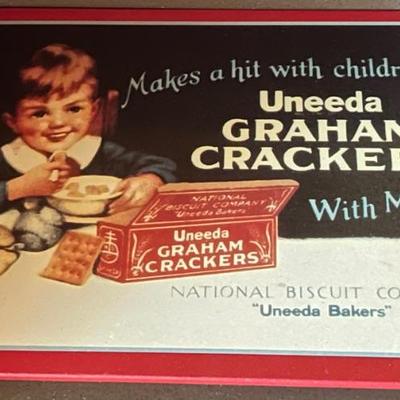 Makes a hit with childr
Uneeda
GRAHAM
CRACKER
With M
NATIONAL
BISCUIT COMPANY
"Uneeda Bakers"
Uneeda
GRAHAM
CRACKERS
NATIONAL BISCUIT CO
"Uneeda Bakers"